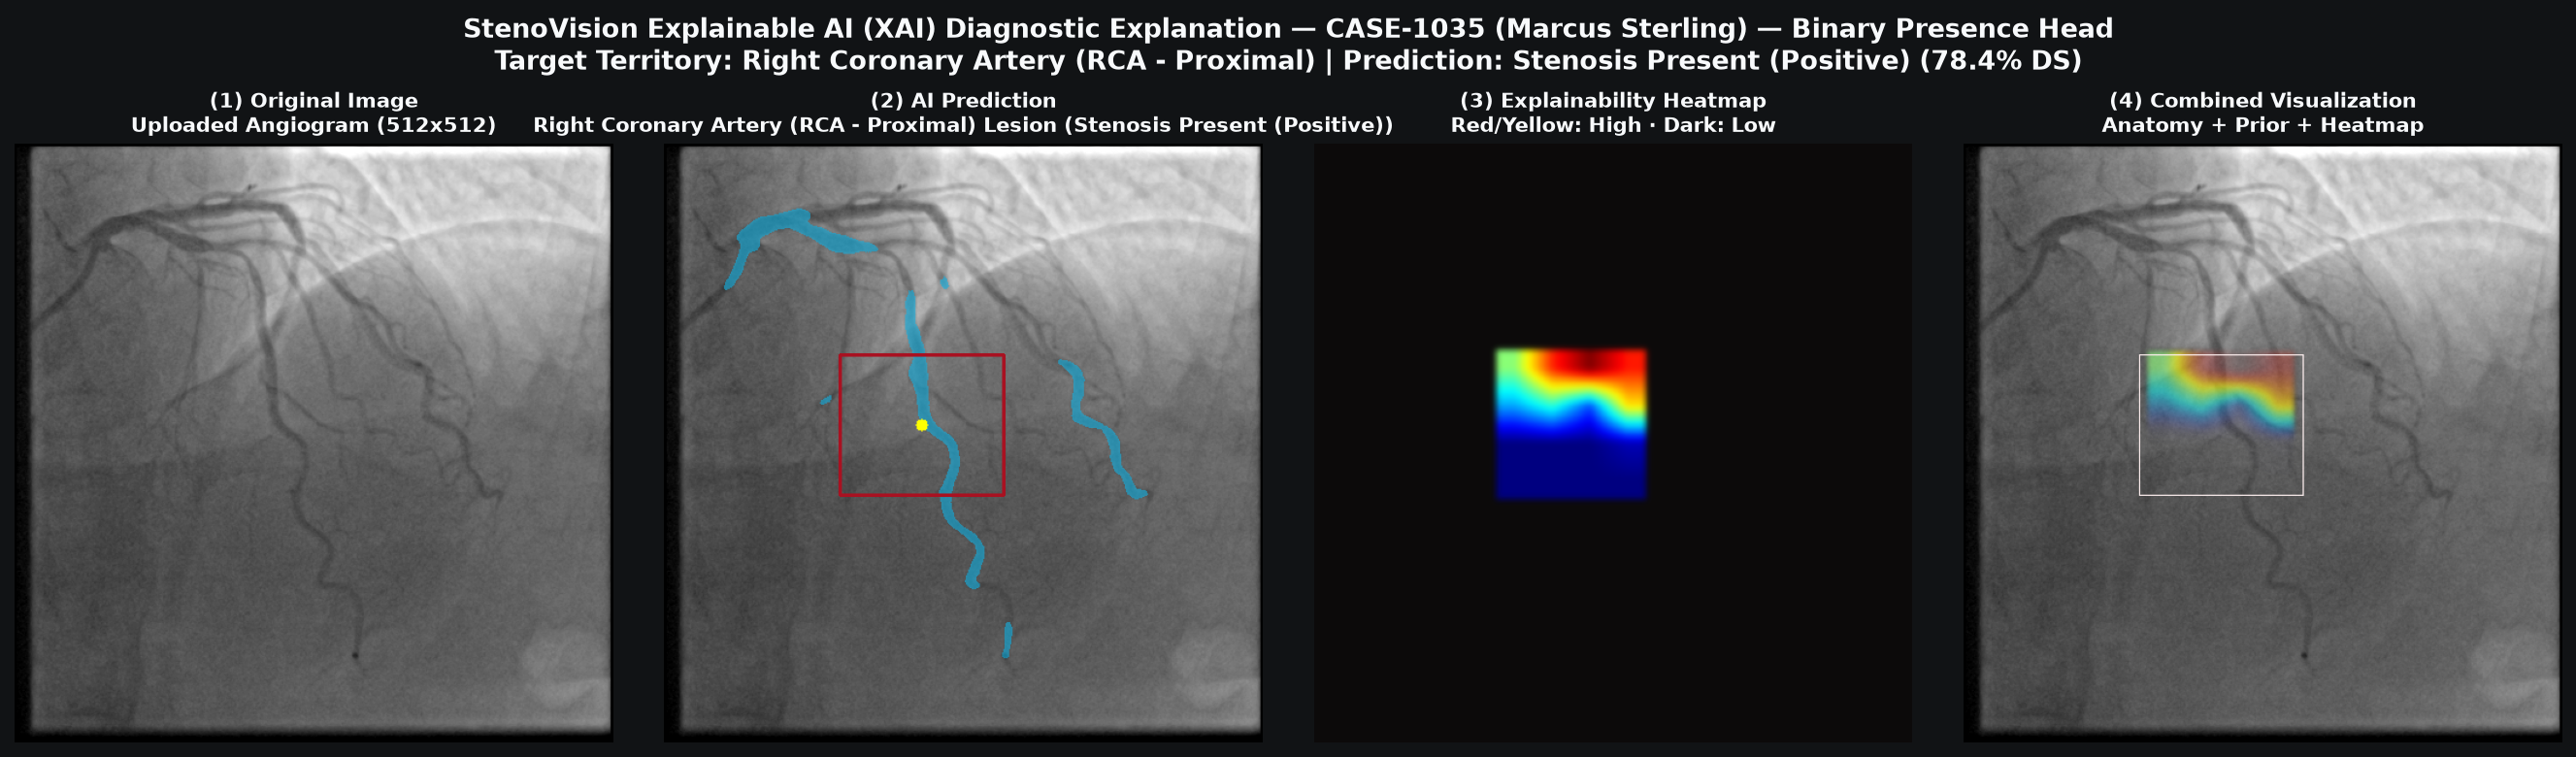 StenoVision Explainable AI (XAI) Diagnostic Explanation — CASE-1035 (Marcus Sterling) — Binary Presence Head
Target Territory: Right Coronary Artery (RCA - Proximal) | Prediction: Stenosis Present (Positive) (78.4% DS)
(1) Original Image
Uploaded Angiogram (512x512)
(2) AI Prediction
Right Coronary Artery (RCA - Proximal) Lesion (Stenosis Present (Positive))
(3) Explainability Heatmap
Red/Yellow: High · Dark: Low
(4) Combined Visualization
Anatomy + Prior + Heatmap